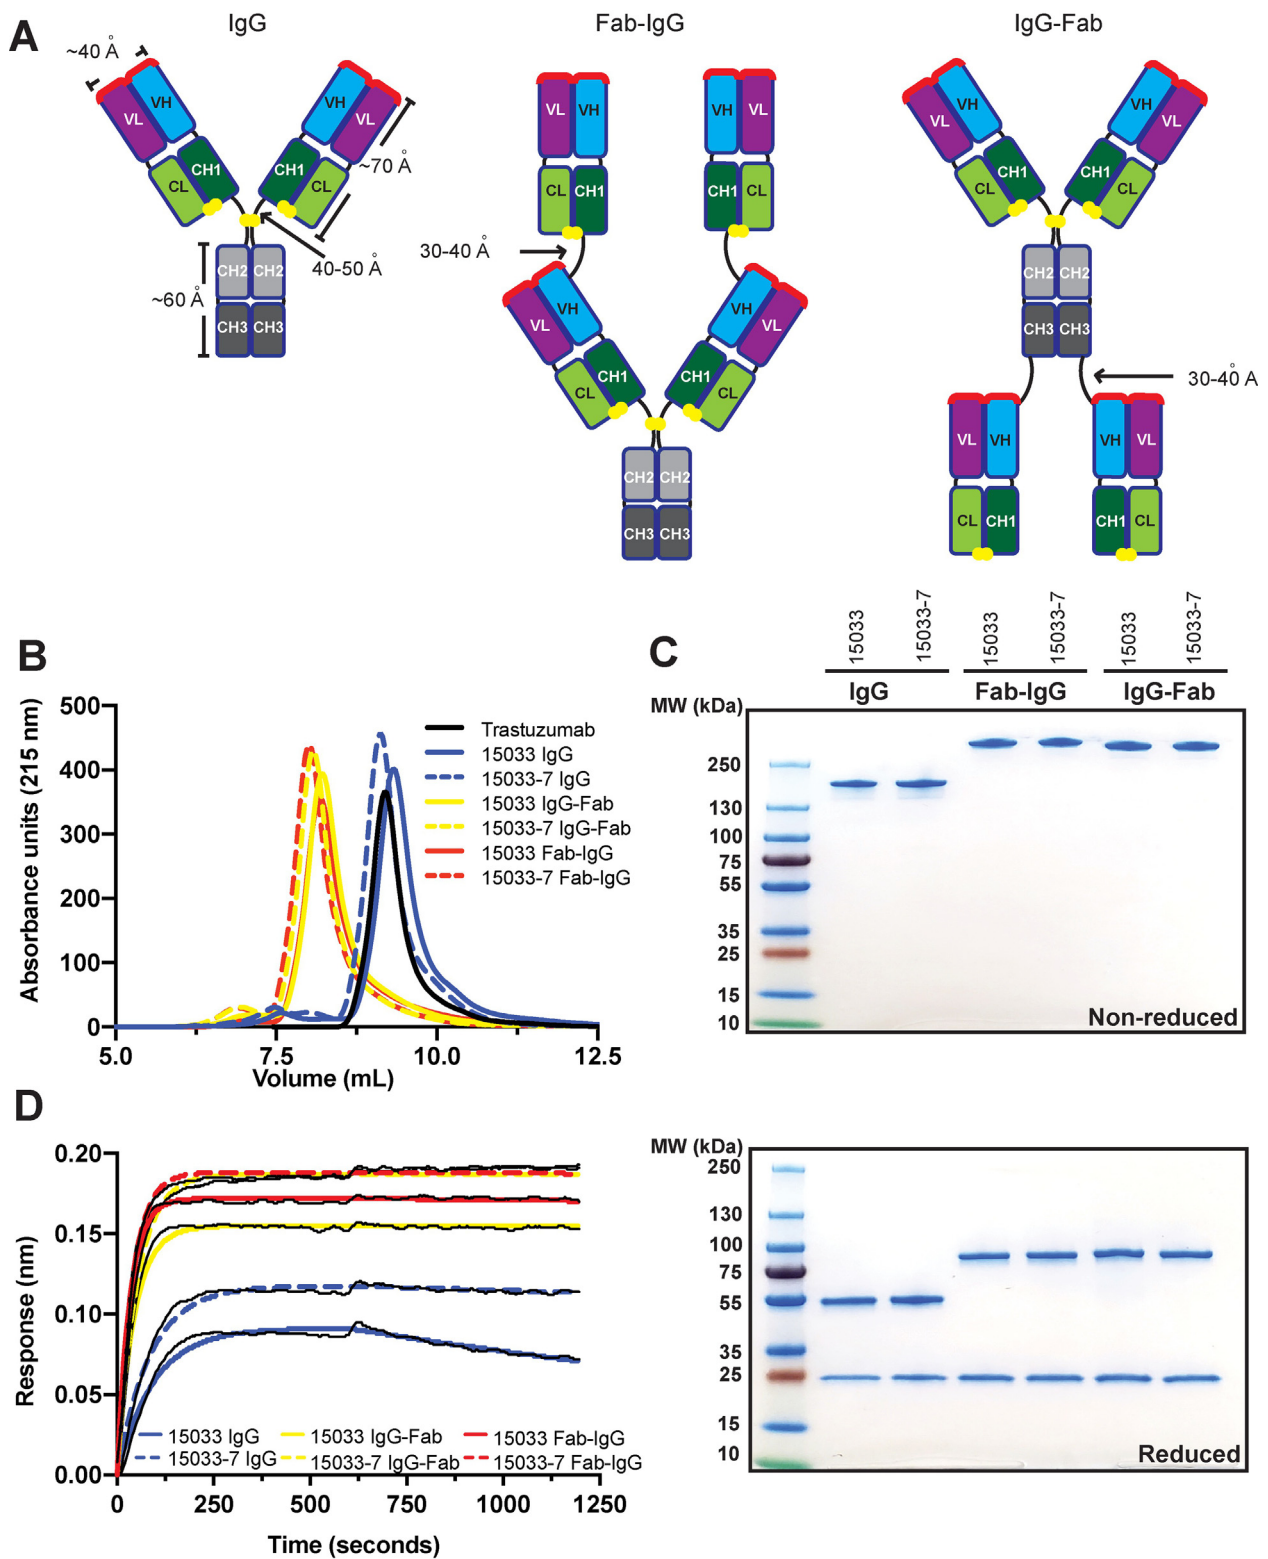 A
IgG
Fab-IgG
IgG-Fab
~40 Å
VL
VH
VH
VL
CL
CH1
CH1
CL
~70 Å
40-50 Å
~60 Å
CH2
CH2
CH3
CH3
VL
VH
VH
VL
CL
CH1
CH1
CL
30-40 Å
VL
VH
VH
VL
CL
CH1
CH1
CL
CH2
CH2
CH3
CH3
VL
VH
VH
VL
CL
CH1
CH1
CL
CH2
CH2
CH3
CH3
30-40 Å
VL
VH
VH
VL
CL
CH1
CH1
CL
B
Absorbance units (215 nm)
500
400
300
200
100
0
5.0
7.5
10.0
12.5
Volume (mL)
Trastuzumab
15033 IgG
15033-7 IgG
15033 IgG-Fab
15033-7 IgG-Fab
15033 Fab-IgG
15033-7 Fab-IgG
C
15033
15033-7
15033
15033-7
15033
15033-7
IgG
Fab-IgG
IgG-Fab
MW (kDa)
250
130
100
75
55
35
25
15
10
Non-reduced
MW (kDa)
250
130
100
75
55
35
25
15
10
Reduced
D
Response (nm)
0.20
0.15
0.10
0.05
0.00
0
250
500
750
1000
1250
Time (seconds)
15033 IgG
15033 IgG-Fab
15033 Fab-IgG
15033-7 IgG
15033-7 IgG-Fab
15033-7 Fab-IgG